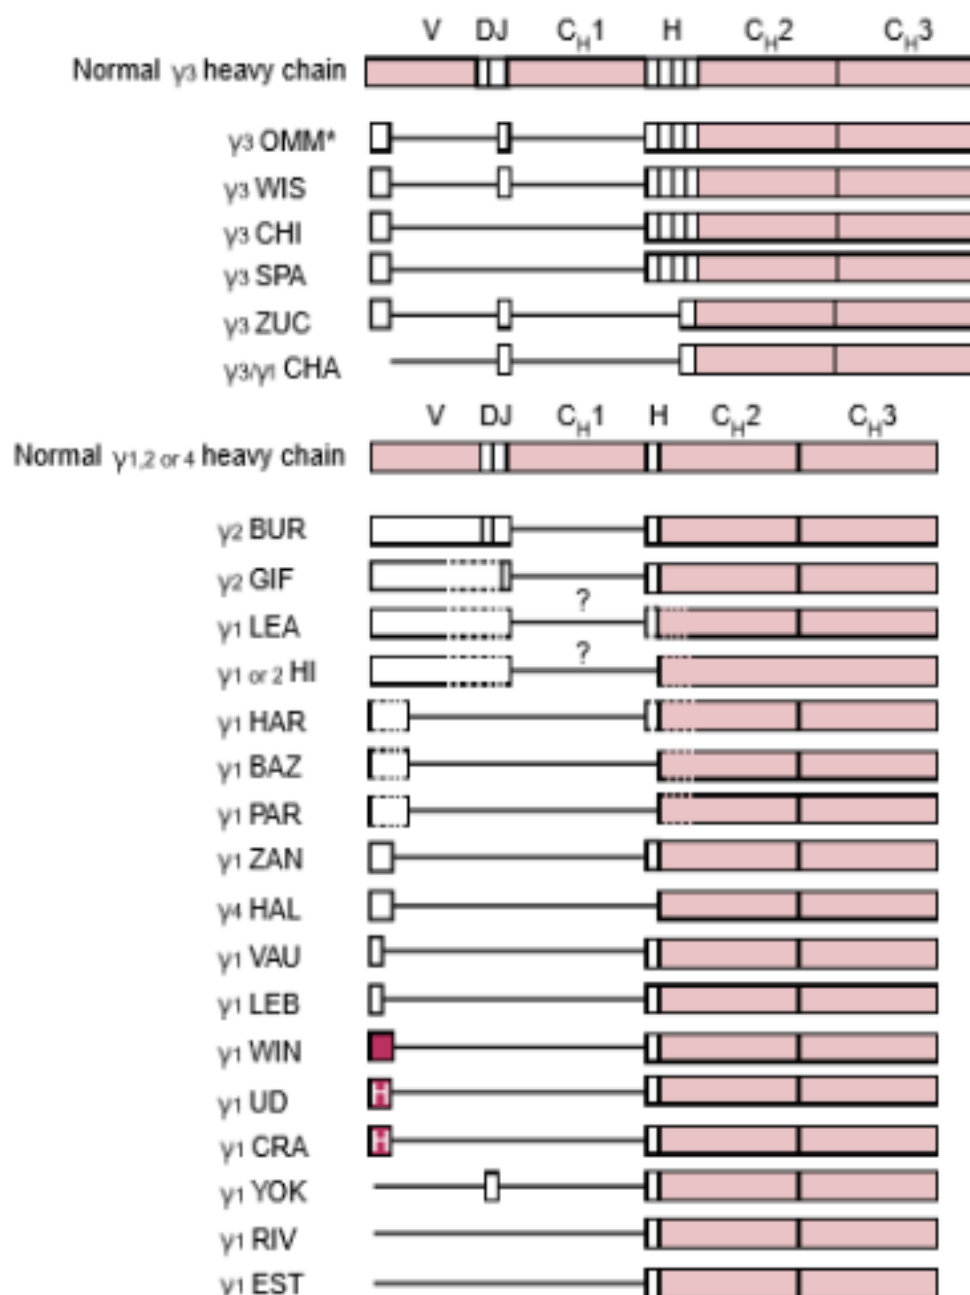 V DJ CH1 H CH2 CH3
Normal γ3 heavy chain
γ3 OMM*
γ3 WIS
γ3 CHI
γ3 SPA
γ3 ZUC
γ3/γ1 CHA
V DJ CH1 H CH2 CH3
Normal γ1,2 or 4 heavy chain
γ2 BUR
γ2 GIF
?
γ1 LEA
?
γ1 or 2 HI
γ1 HAR
γ1 BAZ
γ1 PAR
γ1 ZAN
γ4 HAL
γ1 VAU
γ1 LEB
γ1 WIN
γ1 UD H
γ1 CRA H
γ1 YOK
γ1 RIV
γ1 EST